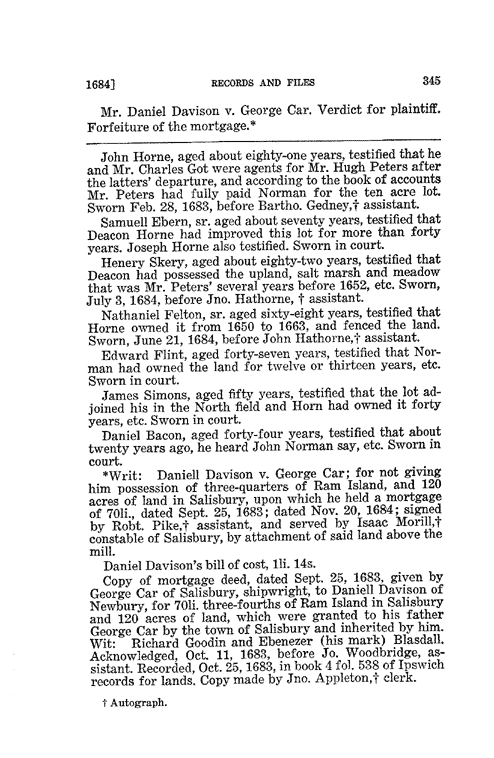 1684]
RECORDS AND FILES
345
Mr. Daniel Davison v. George Car. Verdict for plaintiff.
Forfeiture of the mortgage.*
John Horne, aged about eighty-one years, testified that he
and Mr. Charles Got were agents for Mr. Hugh Peters after
the latters' departure, and according to the book of accounts
Mr. Peters had fully paid Norman for the ten acre lot.
Sworn Feb. 28, 1683, before Bartho. Gedney,† assistant.
Samuell Ebern, sr. aged about seventy years, testified that
Deacon Horne had improved this lot for more than forty
years. Joseph Horne also testified. Sworn in court.
Henery Skery, aged about eighty-two years, testified that
Deacon had possessed the upland, salt marsh and meadow
that was Mr. Peters' several years before 1652, etc. Sworn,
July 3, 1684, before Jno. Hathorne, † assistant.
Nathaniel Felton, sr. aged sixty-eight years, testified that
Horne owned it from 1650 to 1663, and fenced the land.
Sworn, June 21, 1684, before John Hathorne,† assistant.
Edward Flint, aged forty-seven years, testified that Nor-
man had owned the land for twelve or thirteen years, etc.
Sworn in court.
James Simons, aged fifty years, testified that the lot ad-
joined his in the North field and Horn had owned it forty
years, etc. Sworn in court.
Daniel Bacon, aged forty-four years, testified that about
twenty years ago, he heard John Norman say, etc. Sworn in
court.
*Writ: Daniell Davison v. George Car; for not giving
him possession of three-quarters of Ram Island, and 120
acres of land in Salisbury, upon which he held a mortgage
of 70li., dated Sept. 25, 1683; dated Nov. 20, 1684; signed
by Robt. Pike,† assistant, and served by Isaac Morill,†
constable of Salisbury, by attachment of said land above the
mill.
Daniel Davison's bill of cost, 1li. 14s.
Copy of mortgage deed, dated Sept. 25, 1683, given by
George Car of Salisbury, shipwright, to Daniell Davison of
Newbury, for 70li. three-fourths of Ram Island in Salisbury
and 120 acres of land, which were granted to his father
George Car by the town of Salisbury and inherited by him.
Wit: Richard Goodin and Ebenezer (his mark) Blasdall.
Acknowledged, Oct. 11, 1683, before Jo. Woodbridge, as-
sistant. Recorded, Oct. 25, 1683, in book 4 fol. 538 of Ipswich
records for lands. Copy made by Jno. Appleton,† clerk.
† Autograph.